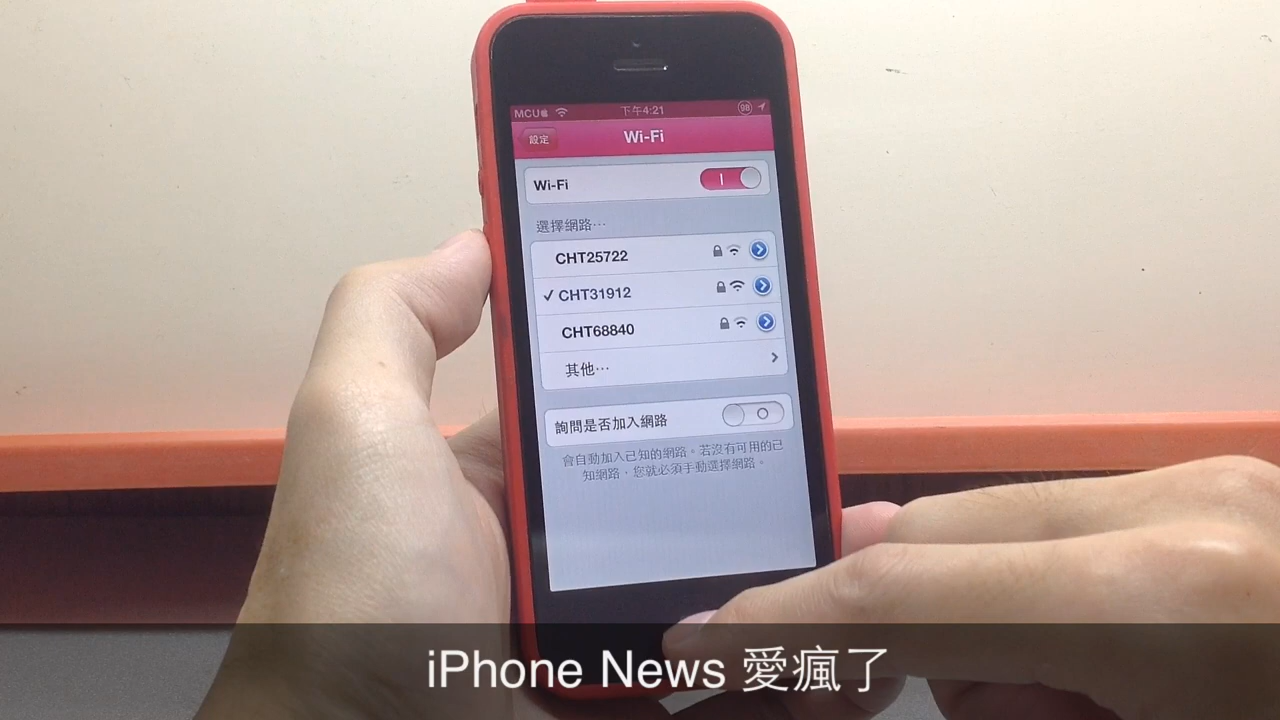 MCU 下午4:21 98
設定 Wi-Fi
Wi-Fi
選擇網路…
CHT25722
✓ CHT31912
CHT68840
其他…
詢問是否加入網路
會自動加入已知的網路。若沒有可用的已
知網路，您就必須手動選擇網路。
iPhone News 愛瘋了